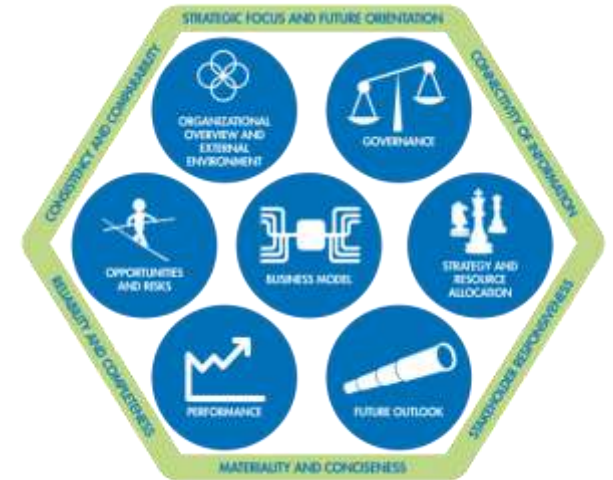 STRATEGIC FOCUS AND FUTURE ORIENTATION
CONSISTENCY AND COMPARABILITY
CONNECTIVITY OF INFORMATION
ORGANIZATIONAL
OVERVIEW AND
EXTERNAL
ENVIRONMENT
GOVERNANCE
OPPORTUNITIES
AND RISKS
BUSINESS MODEL
STRATEGY AND
RESOURCE
ALLOCATION
PERFORMANCE
FUTURE OUTLOOK
RELIABILITY AND COMPLETENESS
STAKEHOLDER RESPONSIVENESS
MATERIALITY AND CONCISENESS